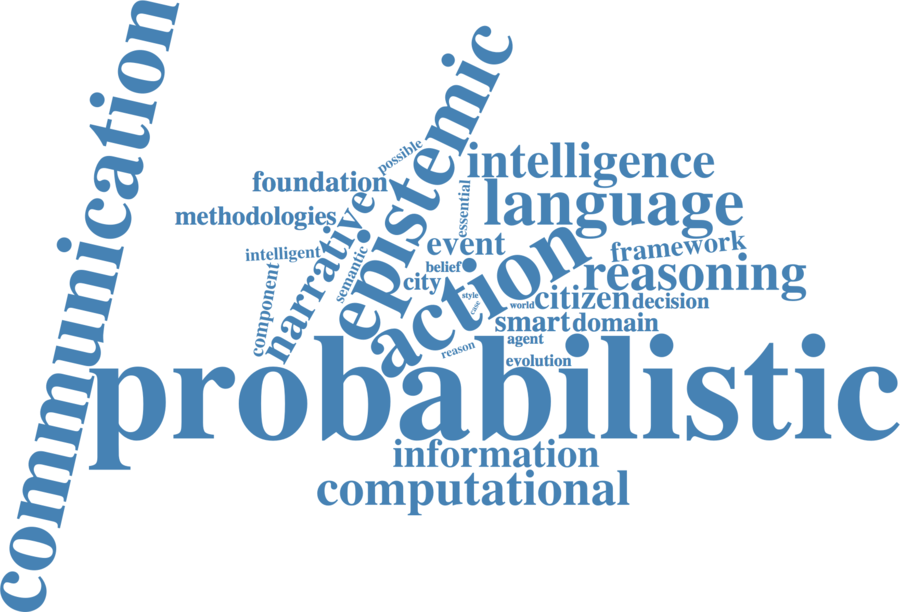 communication
epistemic
possible
intelligence
foundation
essential
language
methodologies
narrative
event
framework
intelligent
semantic
belief
action
reasoning
component
city
style
case
world
citizen
decision
smart
domain
agent
reason
evolution
probabilistic
information
computational